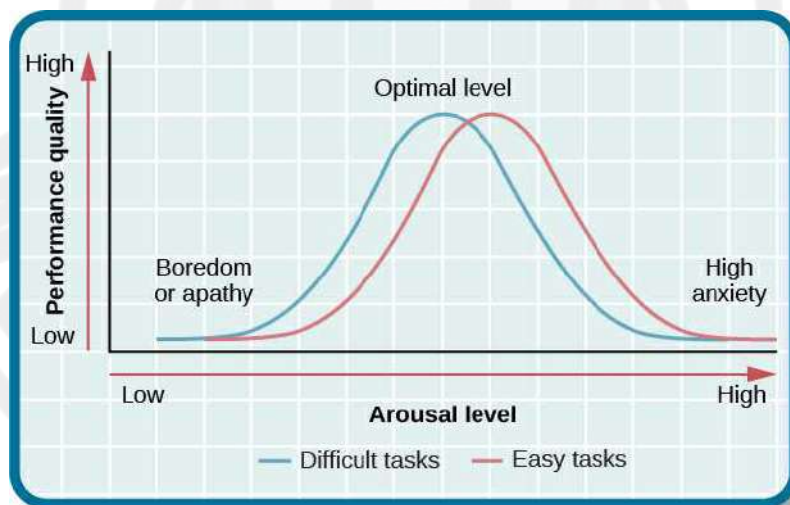 High
Optimal level
Performance quality
Boredom
or apathy
High
anxiety
Low
Low
High
Arousal level
Difficult tasks
Easy tasks